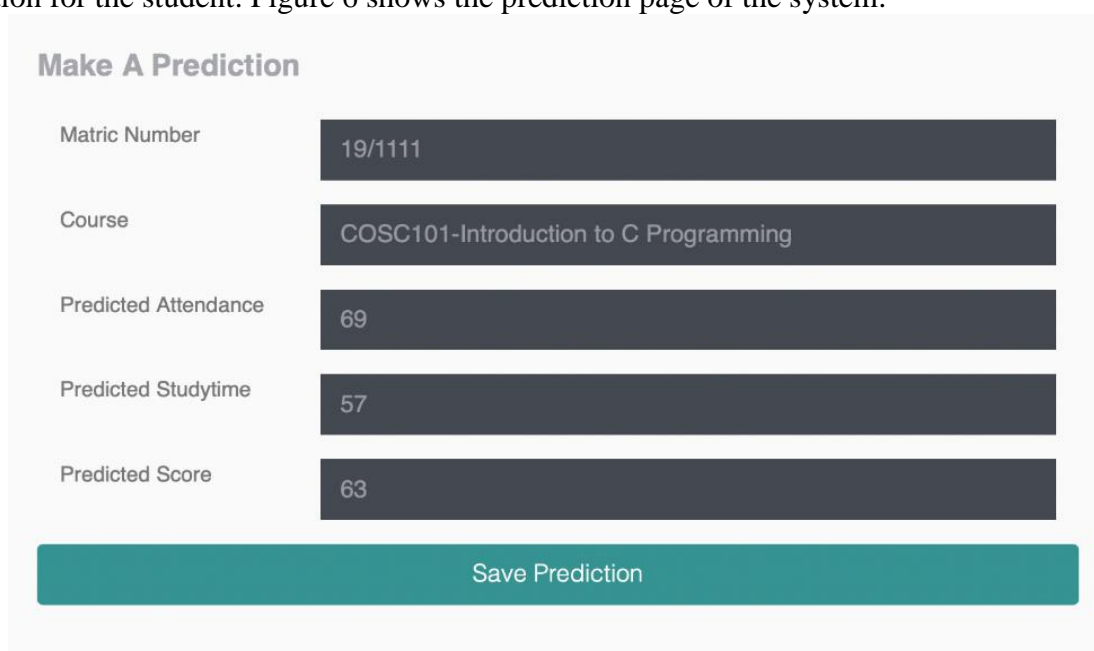 tion for the student. Figure 6 shows the prediction page of the system.
Make A Prediction
Matric Number 19/1111
Course COSC101-Introduction to C Programming
Predicted Attendance 69
Predicted Studytime 57
Predicted Score 63
Save Prediction